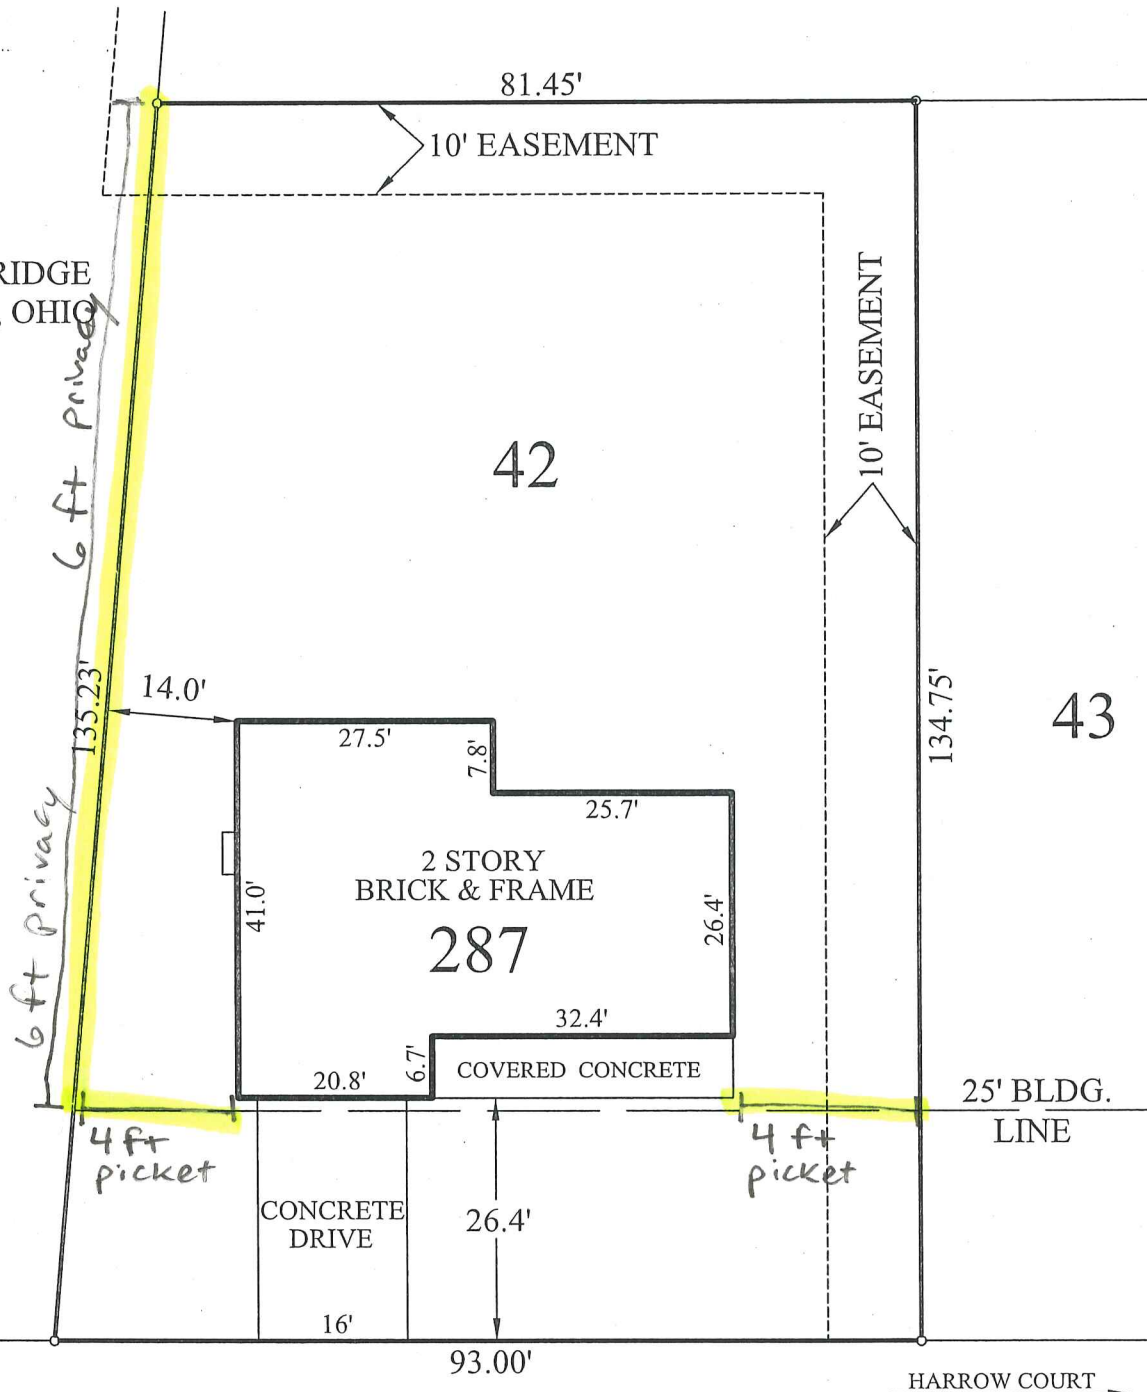 81.45'
10' EASEMENT
RIDGE
, OHIO
6 ft privacy
10' EASEMENT
42
135.23'
14.0'
134.75'
43
27.5'
7.8'
25.7'
6 ft privacy
2 STORY
BRICK & FRAME
41.0'
287
26.4'
32.4'
6.7'
COVERED CONCRETE
20.8'
25' BLDG.
LINE
4 ft
picket
4 ft
picket
CONCRETE
DRIVE
26.4'
16'
93.00'
HARROW COURT